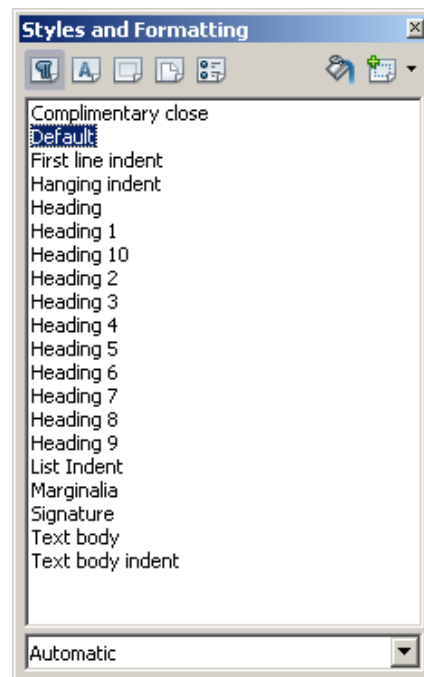 Styles and Formatting
Complimentary close
Default
First line indent
Hanging indent
Heading
Heading 1
Heading 10
Heading 2
Heading 3
Heading 4
Heading 5
Heading 6
Heading 7
Heading 8
Heading 9
List Indent
Marginalia
Signature
Text body
Text body indent
Automatic